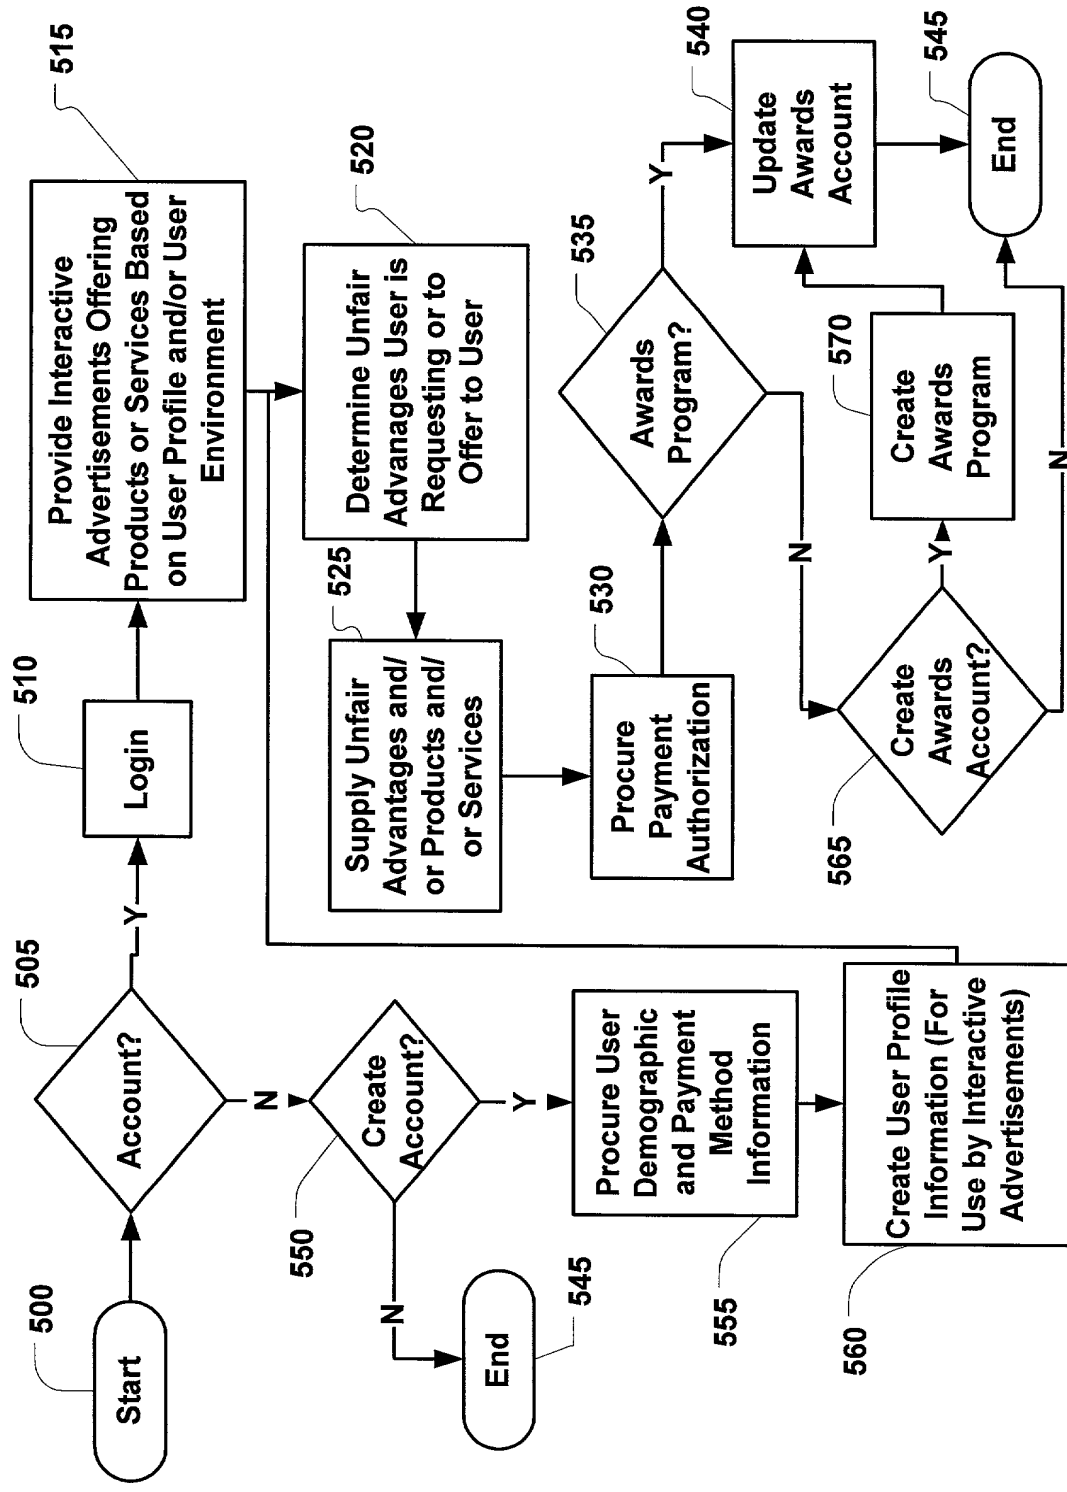 500
Start
505
Account?
Y
510
Login
515
Provide Interactive
Advertisements Offering
Products or Services Based
on User Profile and/or User
Environment
N
550
Create
Account?
N
End
545
Y
555
Procure User
Demographic
and Payment
Method
Information
560
Create User Profile
Information (For
Use by Interactive
Advertisements)
520
Determine Unfair
Advanages User is
Requesting or to
Offer to User
525
Supply Unfair
Advantages and/
or Products and/
or Services
530
Procure
Payment
Authorization
535
Awards
Program?
Y
540
Update
Awards
Account
545
End
N
565
Create
Awards
Account?
Y
570
Create
Awards
Program
N